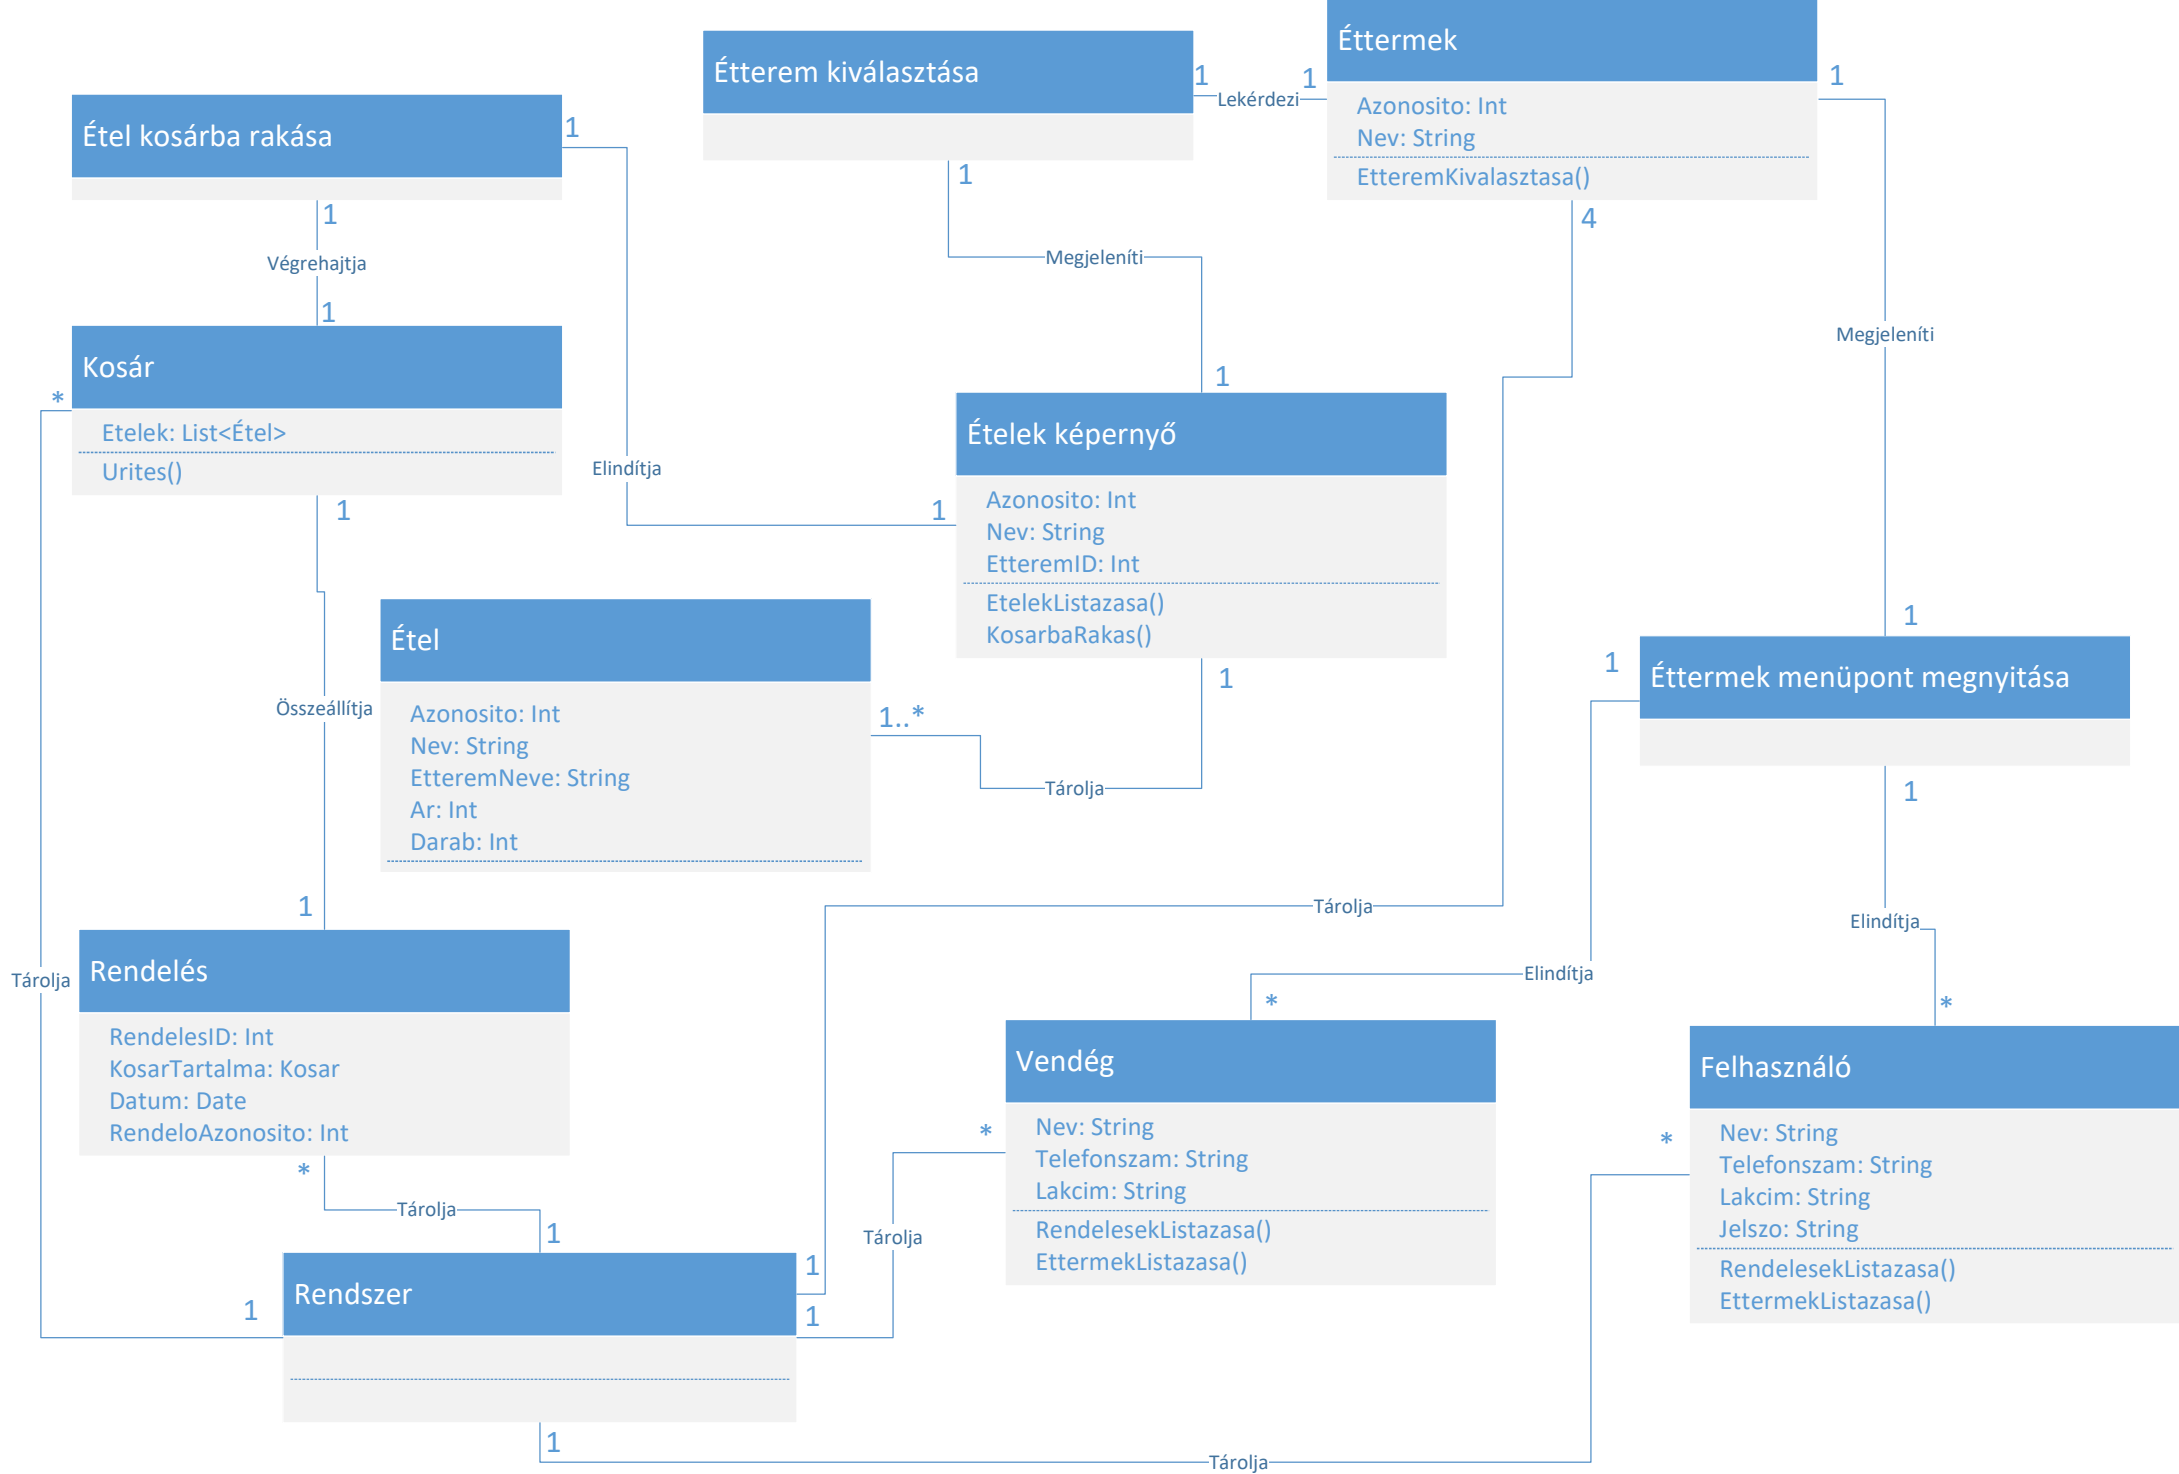 Éttermek
Azonosito: Int
Nev: String
EtteremKivalasztasa()
1
1
4
Lekérdezi
Étterem kiválasztása
1
1
Megjeleníti
Megjeleníti
Étel kosárba rakása
1
1
Végrehajtja
1
Kosár
Etelek: List<Étel>
Urites()
*
1
Elindítja
1
Ételek képernyő
Azonosito: Int
Nev: String
EtteremID: Int
EtelekListazasa()
KosarbaRakas()
1
1
Étel
Azonosito: Int
Nev: String
EtteremNeve: String
Ar: Int
Darab: Int
1..*
Tárolja
1
1
Éttermek menüpont megnyitása
1
Összeállítja
1
Tárolja
Elindítja
Elindítja
Tárolja
Rendelés
RendelesID: Int
KosarTartalma: Kosar
Datum: Date
RendeloAzonosito: Int
*
Tárolja
*
Vendég
Nev: String
Telefonszam: String
Lakcim: String
RendelesekListazasa()
EttermekListazasa()
*
Tárolja
*
Felhasználó
Nev: String
Telefonszam: String
Lakcim: String
Jelszo: String
RendelesekListazasa()
EttermekListazasa()
*
1
Rendszer
1
1
1
1
Tárolja